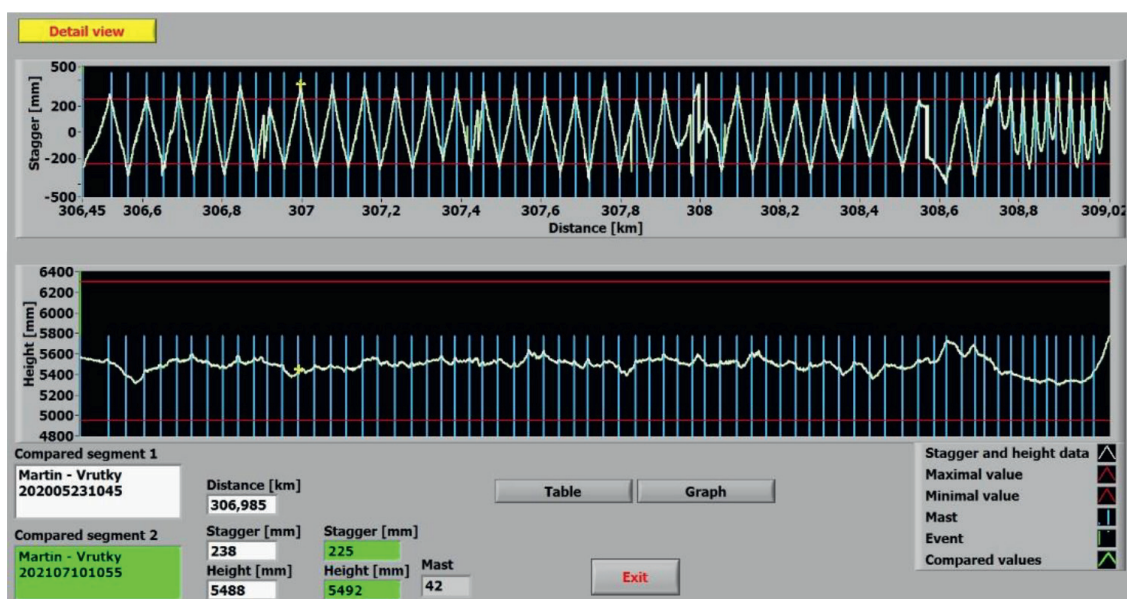 Detail view
500
200
0
-200
-500
Stagger [mm]
306,45 306,6 306,8 307 307,2 307,4 307,6 307,8 308 308,2 308,4 308,6 308,8 309,02
Distance [km]
6400
6200
6000
5800
5600
5400
5200
5000
4800
Height [mm]
Compared segment 1
Martin - Vrutky
202005231045
Compared segment 2
Martin - Vrutky
202107101055
Distance [km]
306,985
Stagger [mm] Stagger [mm]
238 225
Height [mm] Height [mm] Mast
5488 5492 42
Table Graph
Exit
Stagger and height data
Maximal value
Minimal value
Mast
Event
Compared values